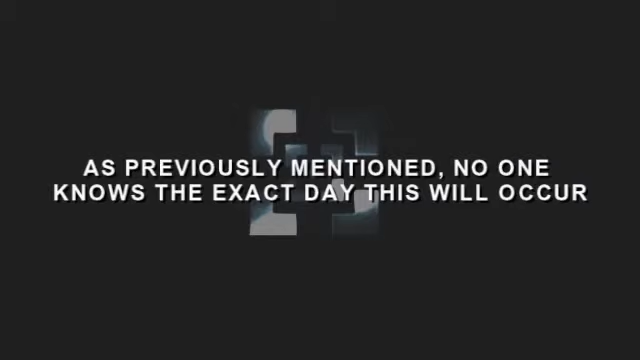 AS PREVIOUSLY MENTIONED, NO ONE
KNOWS THE EXACT DAY THIS WILL OCCUR